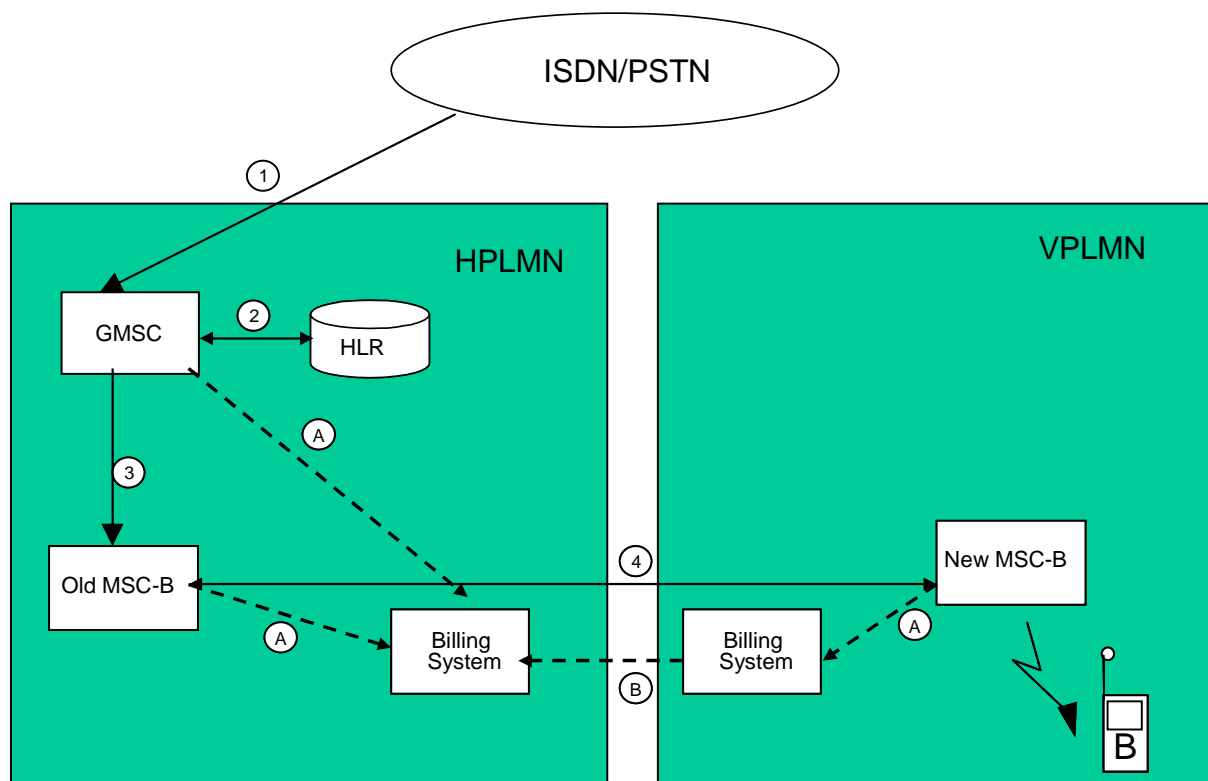 ISDN/PSTN
1
HPLMN
VPLMN
GMSC
2
HLR
A
3
Old MSC-B
4
New MSC-B
A
Billing
System
Billing
System
A
B
B